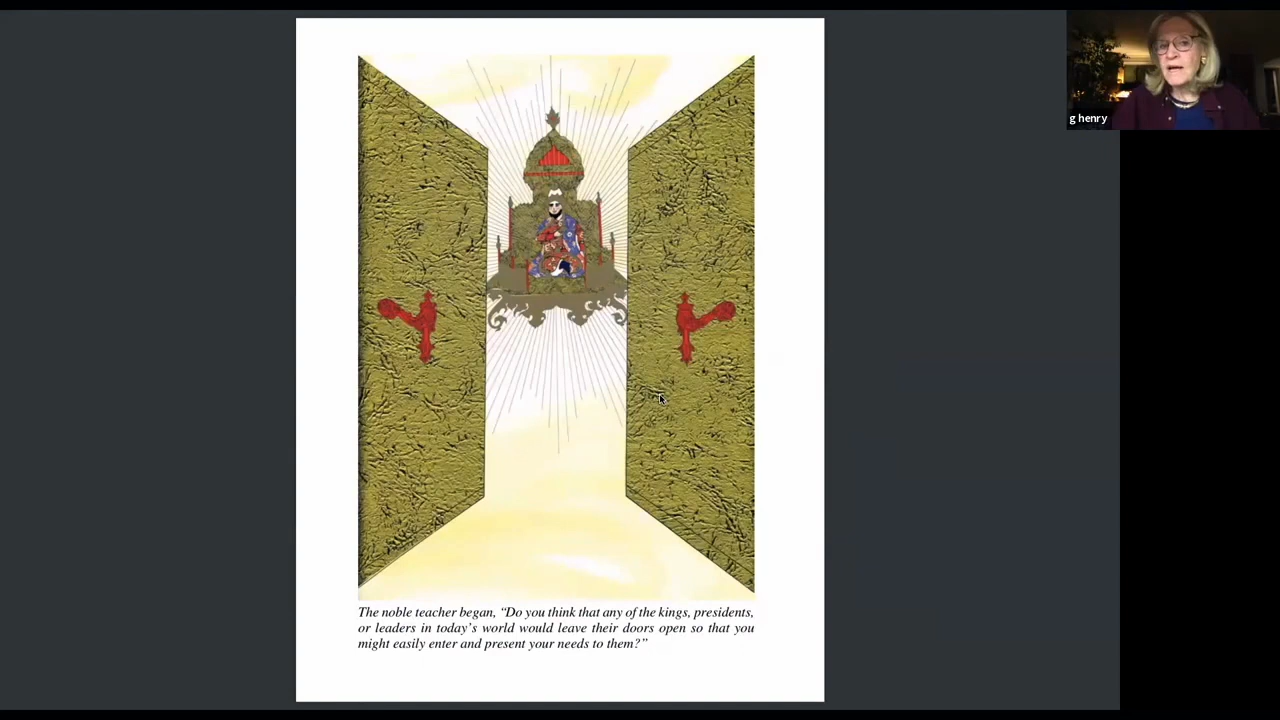 g henry
The noble teacher began, “Do you think that any of the kings, presidents,
or leaders in today’s world would leave their doors open so that you
might easily enter and present your needs to them?”